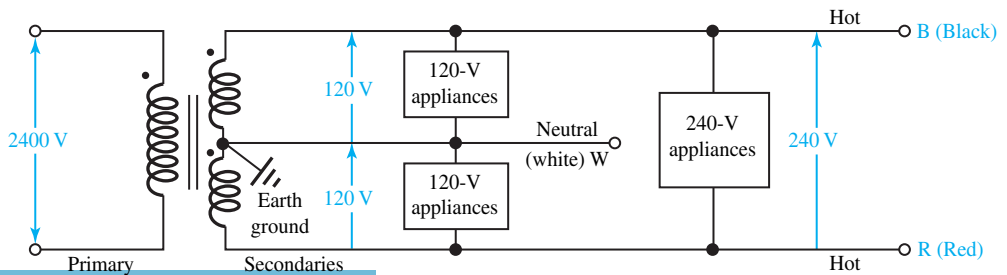 Hot
B (Black)
120 V
120-V
appliances
2400 V
Neutral
(white) W
240-V
appliances
240 V
120 V
120-V
appliances
Earth
ground
R (Red)
Primary
Secondaries
Hot